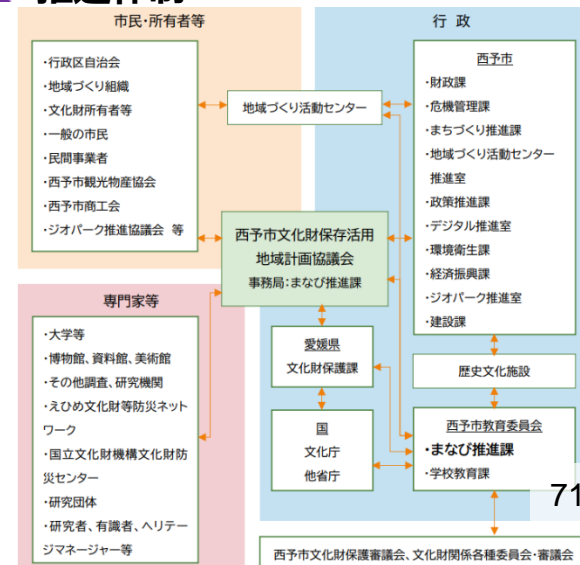 推進体制
市民・所有者等
・行政区自治会
・地域づくり組織
・文化財所有者等
・一般の市民
・民間事業者
・西予市観光物産協会
・西予市商工会
・ジオパーク推進協議会 等
地域づくり活動センター
行 政
西予市
・財政課
・危機管理課
・まちづくり推進課
・地域づくり活動センター
推進室
・政策推進課
・デジタル推進室
・環境衛生課
・経済振興課
・ジオパーク推進室
・建設課
西予市文化財保存活用
地域計画協議会
事務局：まなび推進課
専門家等
・大学等
・博物館、資料館、美術館
・その他調査、研究機関
・えひめ文化財等防災ネット
ワーク
・国立文化財機構文化財防
災センター
・研究団体
・研究者、有識者、ヘリテー
ジマネージャー等
愛媛県
文化財保護課
国
文化庁
他省庁
歴史文化施設
西予市教育委員会
・まなび推進課
・学校教育課
71
西予市文化財保護審議会、文化財関係各種委員会・審議会